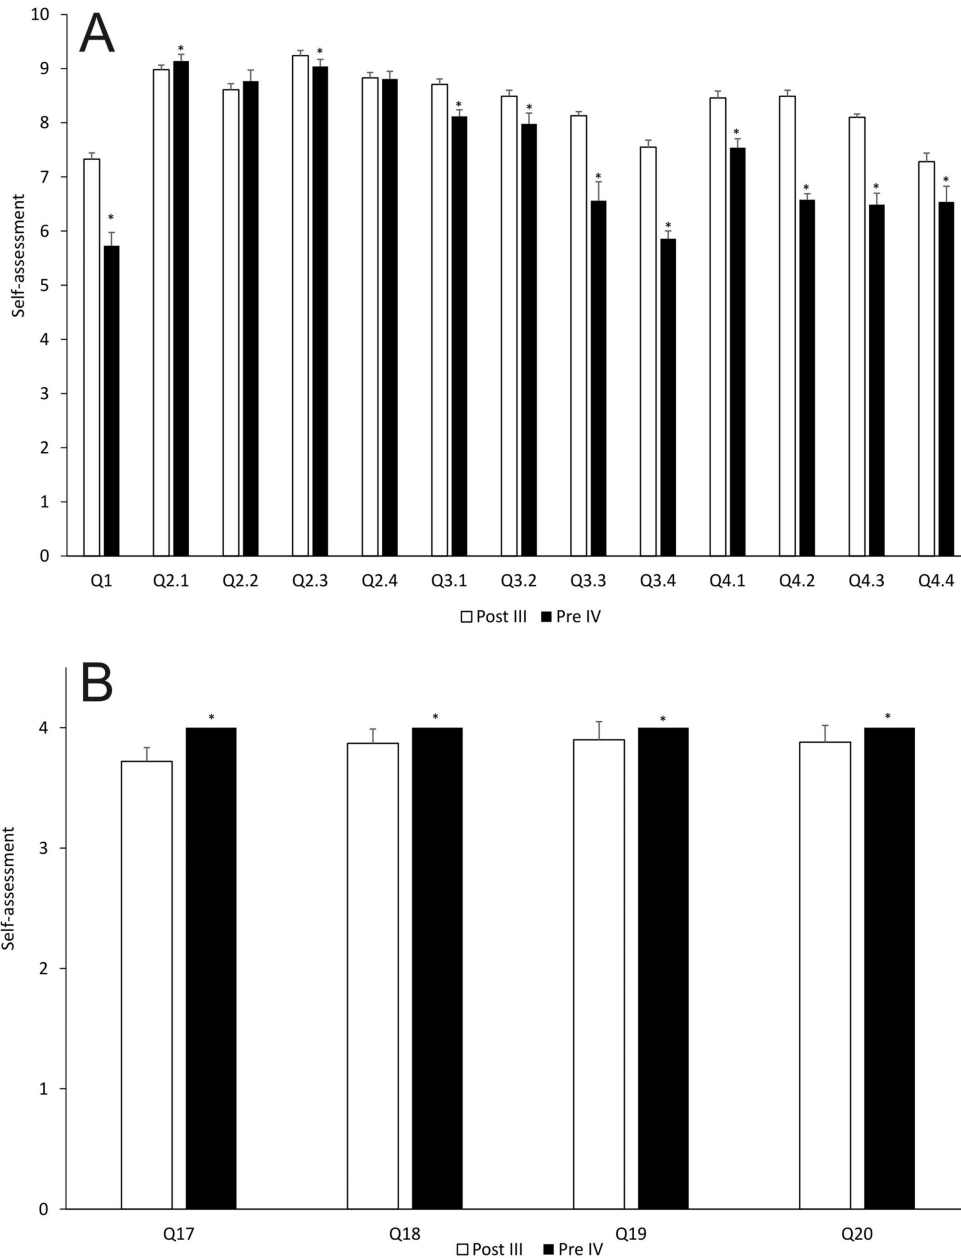 A
10
9
8
7
6
5
4
3
2
1
0
Self-assessment
* * * * * * * * * * *
Q1 Q2.1 Q2.2 Q2.3 Q2.4 Q3.1 Q3.2 Q3.3 Q3.4 Q4.1 Q4.2 Q4.3 Q4.4
Post III Pre IV
B
4
3
2
1
0
Self-assessment
* * * *
Q17 Q18 Q19 Q20
Post III Pre IV